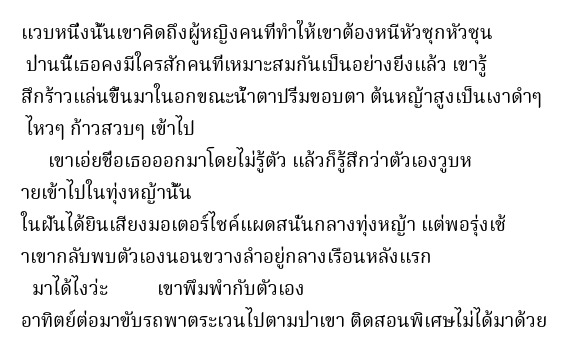 แวบหนึ่งนั้นเขาคิดถึงผู้หญิงคนที่ทำให้เขาต้องหนีหัวซุกหัวซุน
ป่านนี้เธอคงมีใครสักคนที่เหมาะสมกันเป็นอย่างยิ่งแล้ว เขารู้
สึกร้าวแล่นขึ้นมาในอกขณะน้ำตาปริ่มขอบตา ต้นหญ้าสูงเป็นเงาดำๆ
ไหวๆ ก้าวสวบๆ เข้าไป
เขาเอ่ยชื่อเธอออกมาโดยไม่รู้ตัว แล้วก็รู้สึกว่าตัวเองวูบห
ายเข้าไปในทุ่งหญ้านั้น
ในฝันได้ยินเสียงมอเตอร์ไซค์แผดสนั่นกลางทุ่งหญ้า แต่พอรุ่งเช้
าเขากลับพบตัวเองนอนขวางลำอยู่กลางเรือนหลังแรก
มาได้ไงว่ะ เขาพึมพำกับตัวเอง
อาทิตย์ต่อมาขับรถพาตระเวนไปตามป่าเขา ติดสอนพิเศษไม่ได้มาด้วย